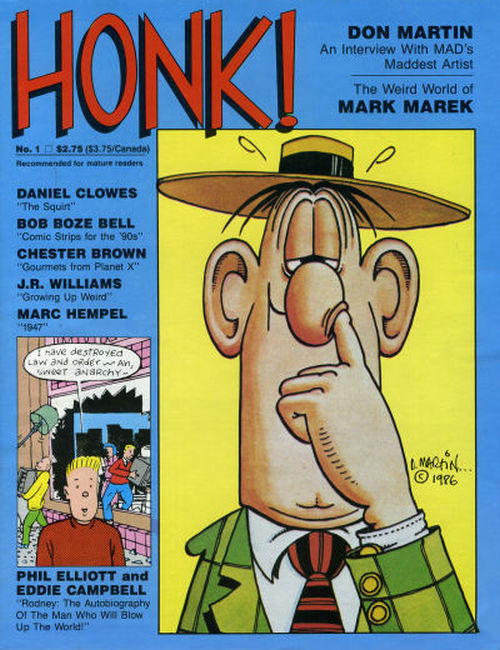 HONK!
DON MARTIN
An Interview With MAD's
Maddest Artist
The Weird World of
MARK MAREK
No. 1 □ $2.75 ($3.75/Canada)
Recommended for mature readers
DANIEL CLOWES
"The Squirt"
BOB BOZE BELL
"Comic Strips for the '90s"
CHESTER BROWN
"Gourmets from Planet X"
J.R. WILLIAMS
"Growing Up Weird"
MARC HEMPEL
"1947"
I HAVE DESTROYED
LAW AND ORDER ~ AH,
SWEET ANARCHY ~
D. MARTIN...
© 1986
PHIL ELLIOTT and
EDDIE CAMPBELL
"Rodney: The Autobiography
Of The Man Who Will Blow
Up The World!"